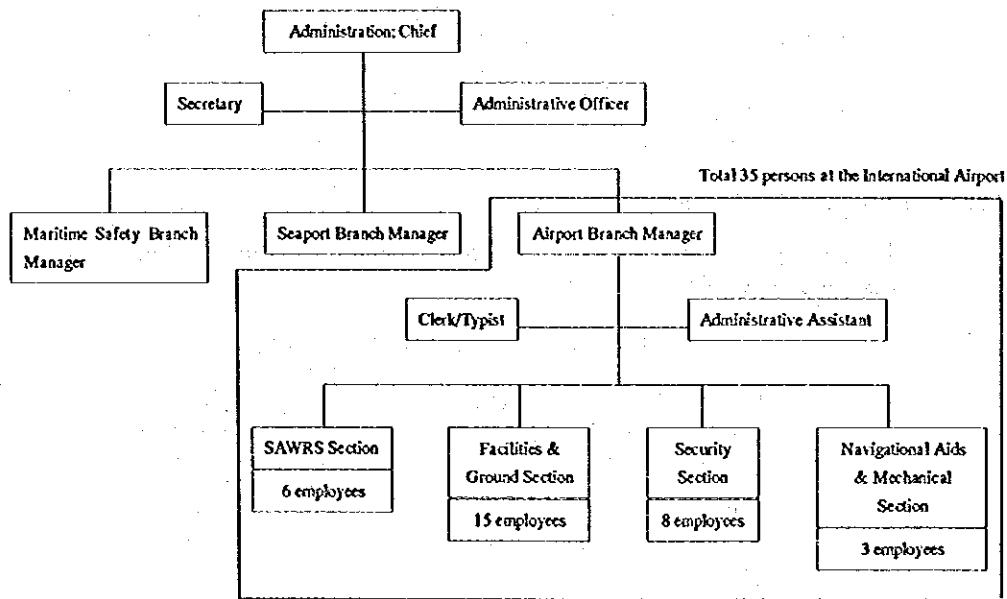 Administration: Chief
Secretary
Administrative Officer
Total 35 persons at the International Airport
Maritime Safety Branch
Manager
Seaport Branch Manager
Airport Branch Manager
Clerk/Typist
Administrative Assistant
SAWRS Section
6 employees
Facilities &
Ground Section
15 employees
Security
Section
8 employees
Navigational Aids
& Mechanical
Section
3 employees